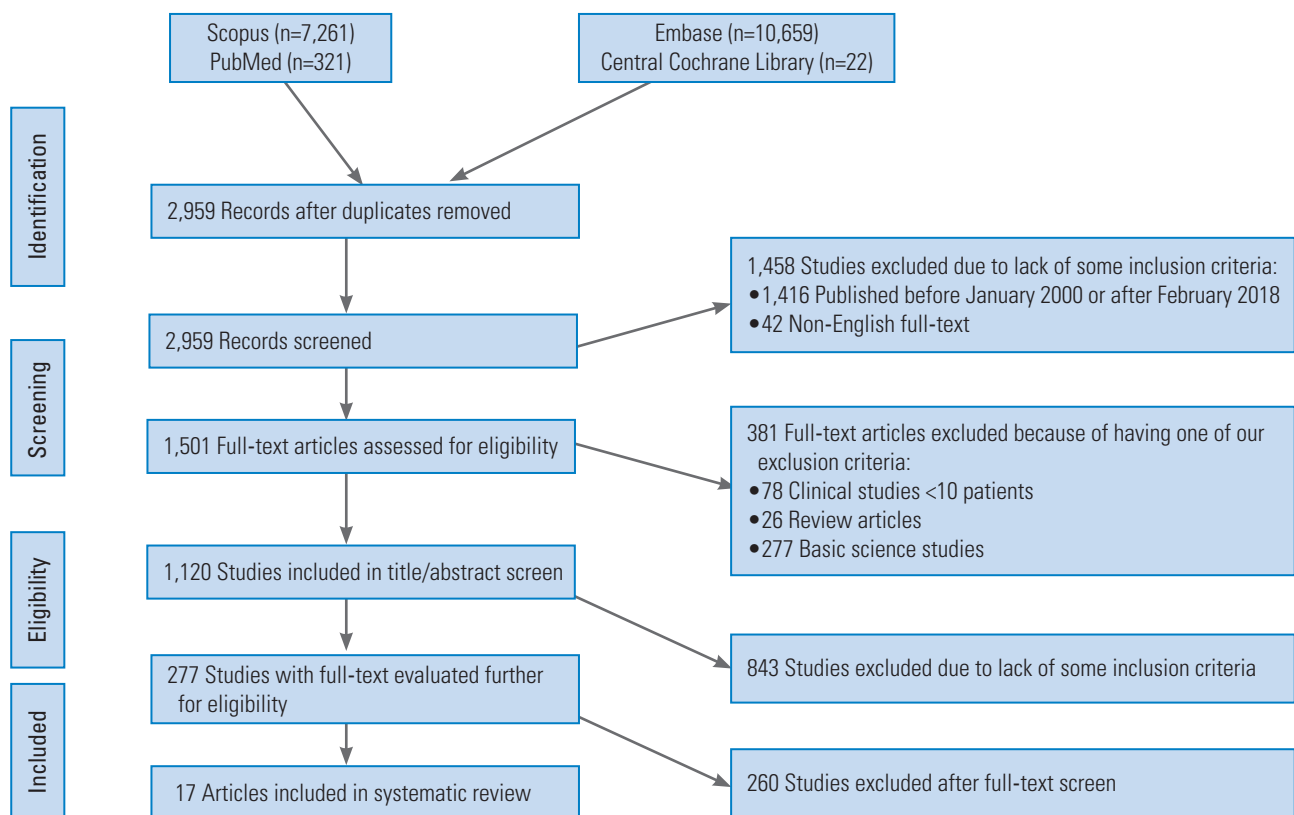 Scopus (n=7,261)
PubMed (n=321)
Embase (n=10,659)
Central Cochrane Library (n=22)
Identification
2,959 Records after duplicates removed
1,458 Studies excluded due to lack of some inclusion criteria:
•1,416 Published before January 2000 or after February 2018
•42 Non-English full-text
2,959 Records screened
Screening
1,501 Full-text articles assessed for eligibility
381 Full-text articles excluded because of having one of our
exclusion criteria:
•78 Clinical studies <10 patients
•26 Review articles
•277 Basic science studies
Eligibility
1,120 Studies included in title/abstract screen
843 Studies excluded due to lack of some inclusion criteria
277 Studies with full-text evaluated further
for eligibility
Included
260 Studies excluded after full-text screen
17 Articles included in systematic review